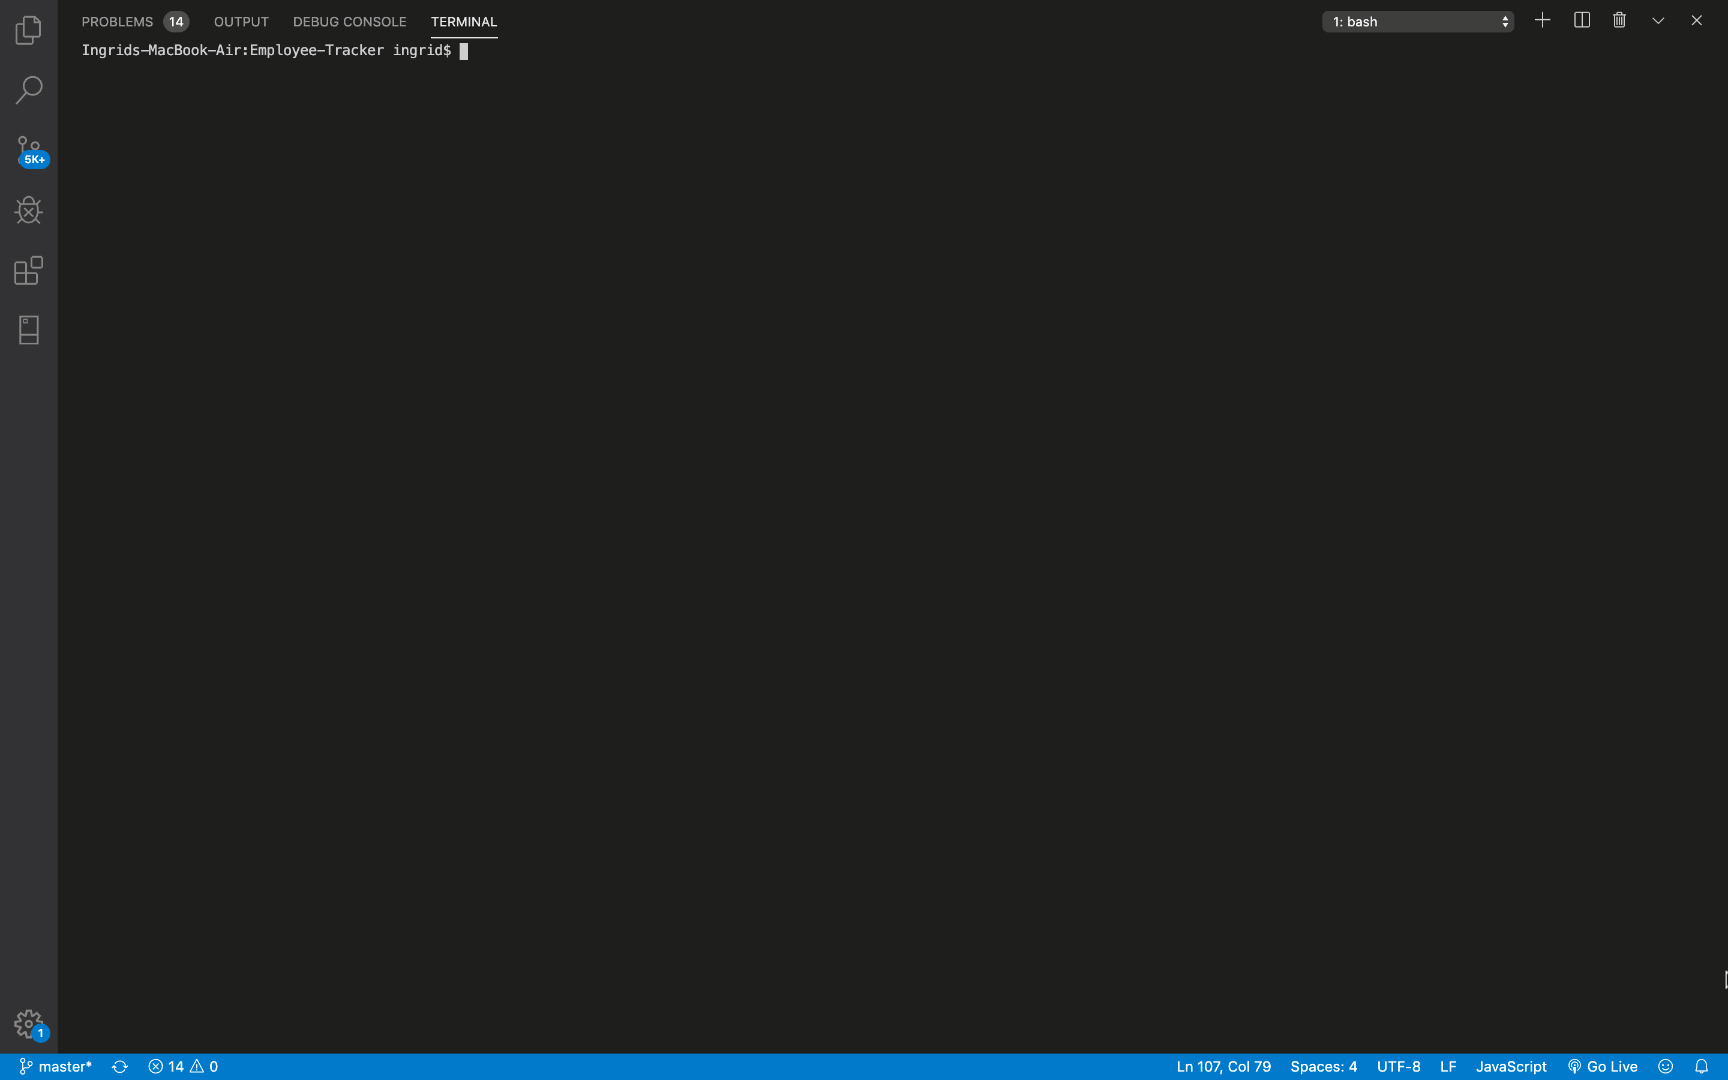 PROBLEMS 14 OUTPUT DEBUG CONSOLE TERMINAL 1: bash
Ingrids-MacBook-Air:Employee-Tracker ingrid$
5K+
1
master* 14 0 Ln 107, Col 79 Spaces: 4 UTF-8 LF JavaScript Go Live